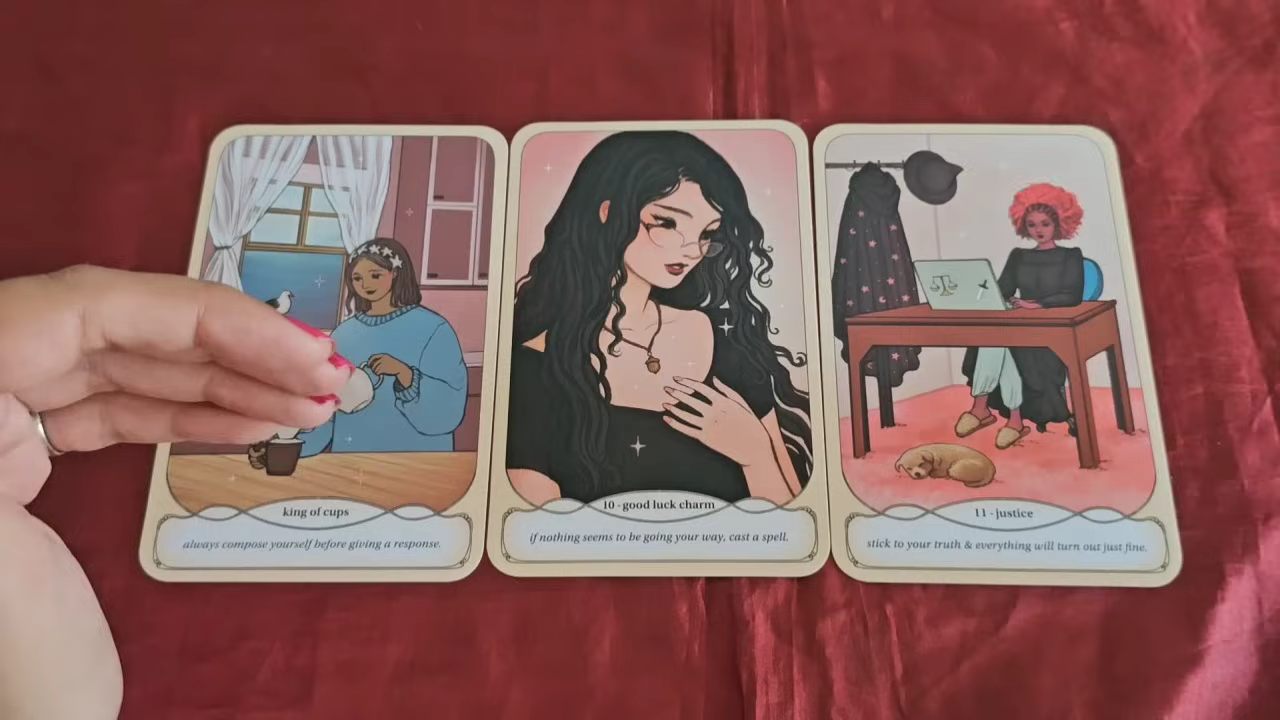 king of cups
always compose yourself before giving a response.
10 - good luck charm
if nothing seems to be going your way, cast a spell.
11 - justice
stick to your truth & everything will turn out just fine.